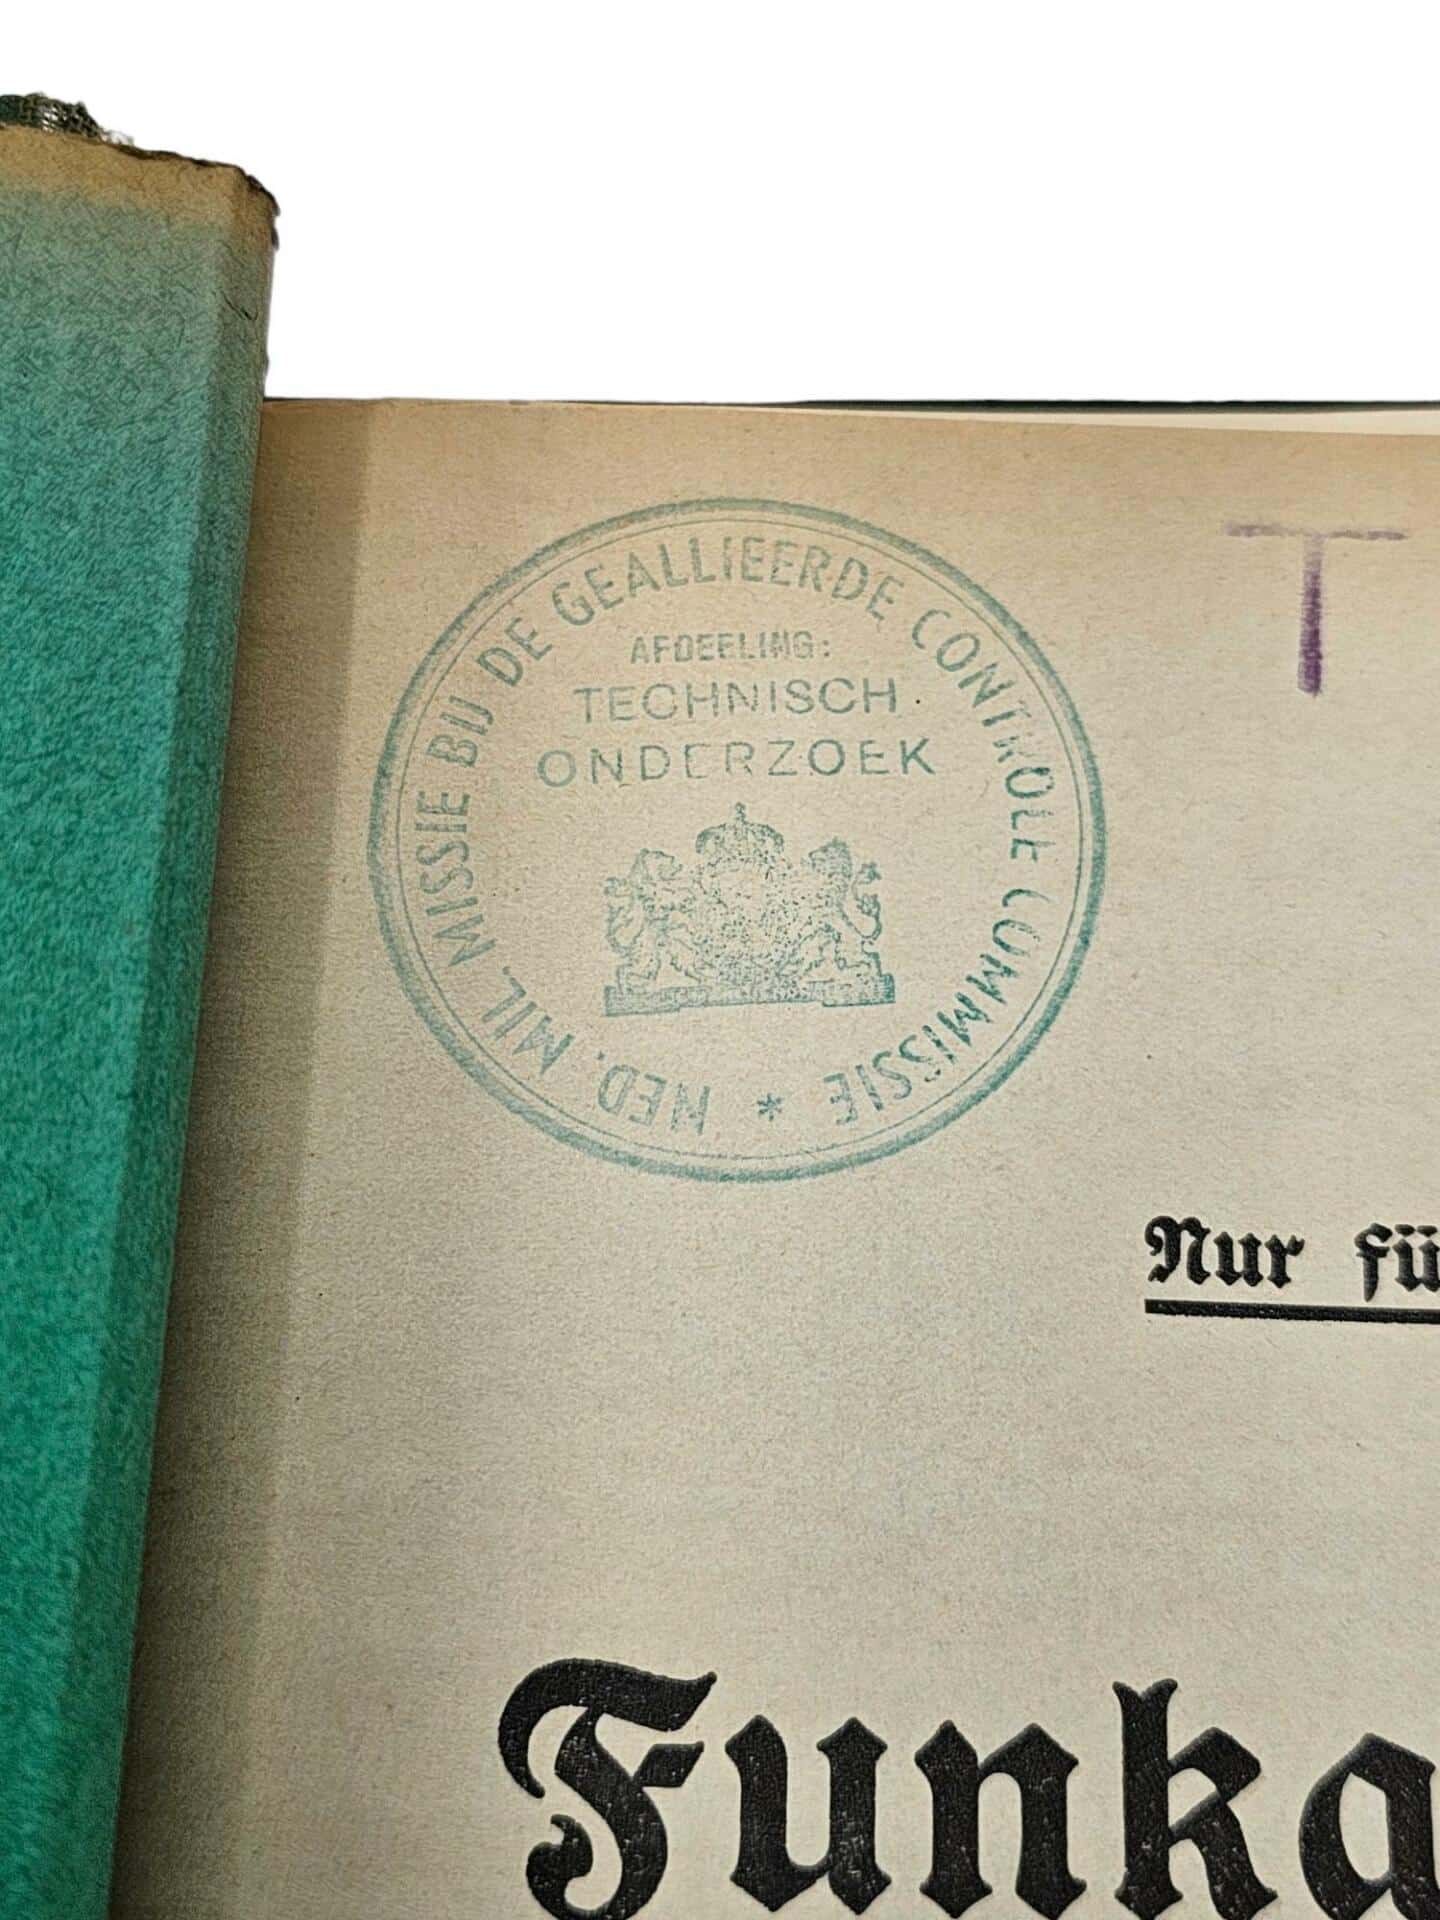 NED. MIL. MISSIE BIJ DE GEALLIEERDE CONTROLE COMMISSIE *
AFDEELING:
TECHNISCH
ONDERZOEK
T
Nur fü
Funka